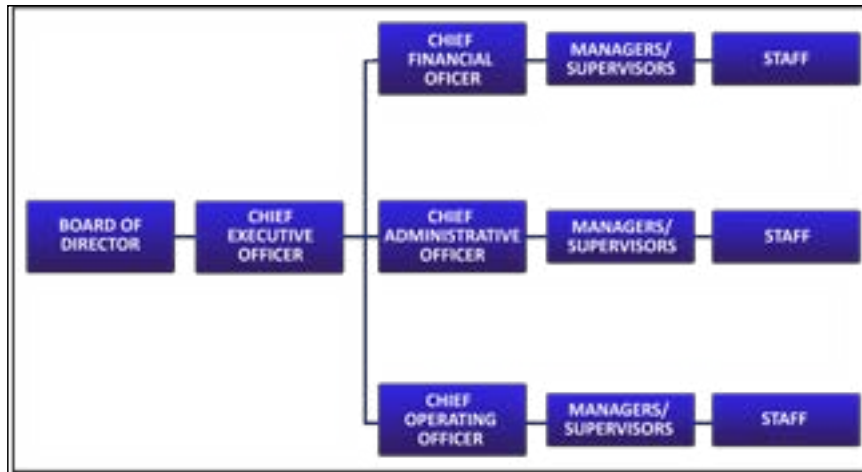 CHIEF
FINANCIAL
OFICER
MANAGERS/
SUPERVISORS
STAFF
BOARD OF
DIRECTOR
CHIEF
EXECUTIVE
OFFICER
CHIEF
ADMINISTRATIVE
OFFICER
MANAGERS/
SUPERVISORS
STAFF
CHIEF
OPERATING
OFFICER
MANAGERS/
SUPERVISORS
STAFF